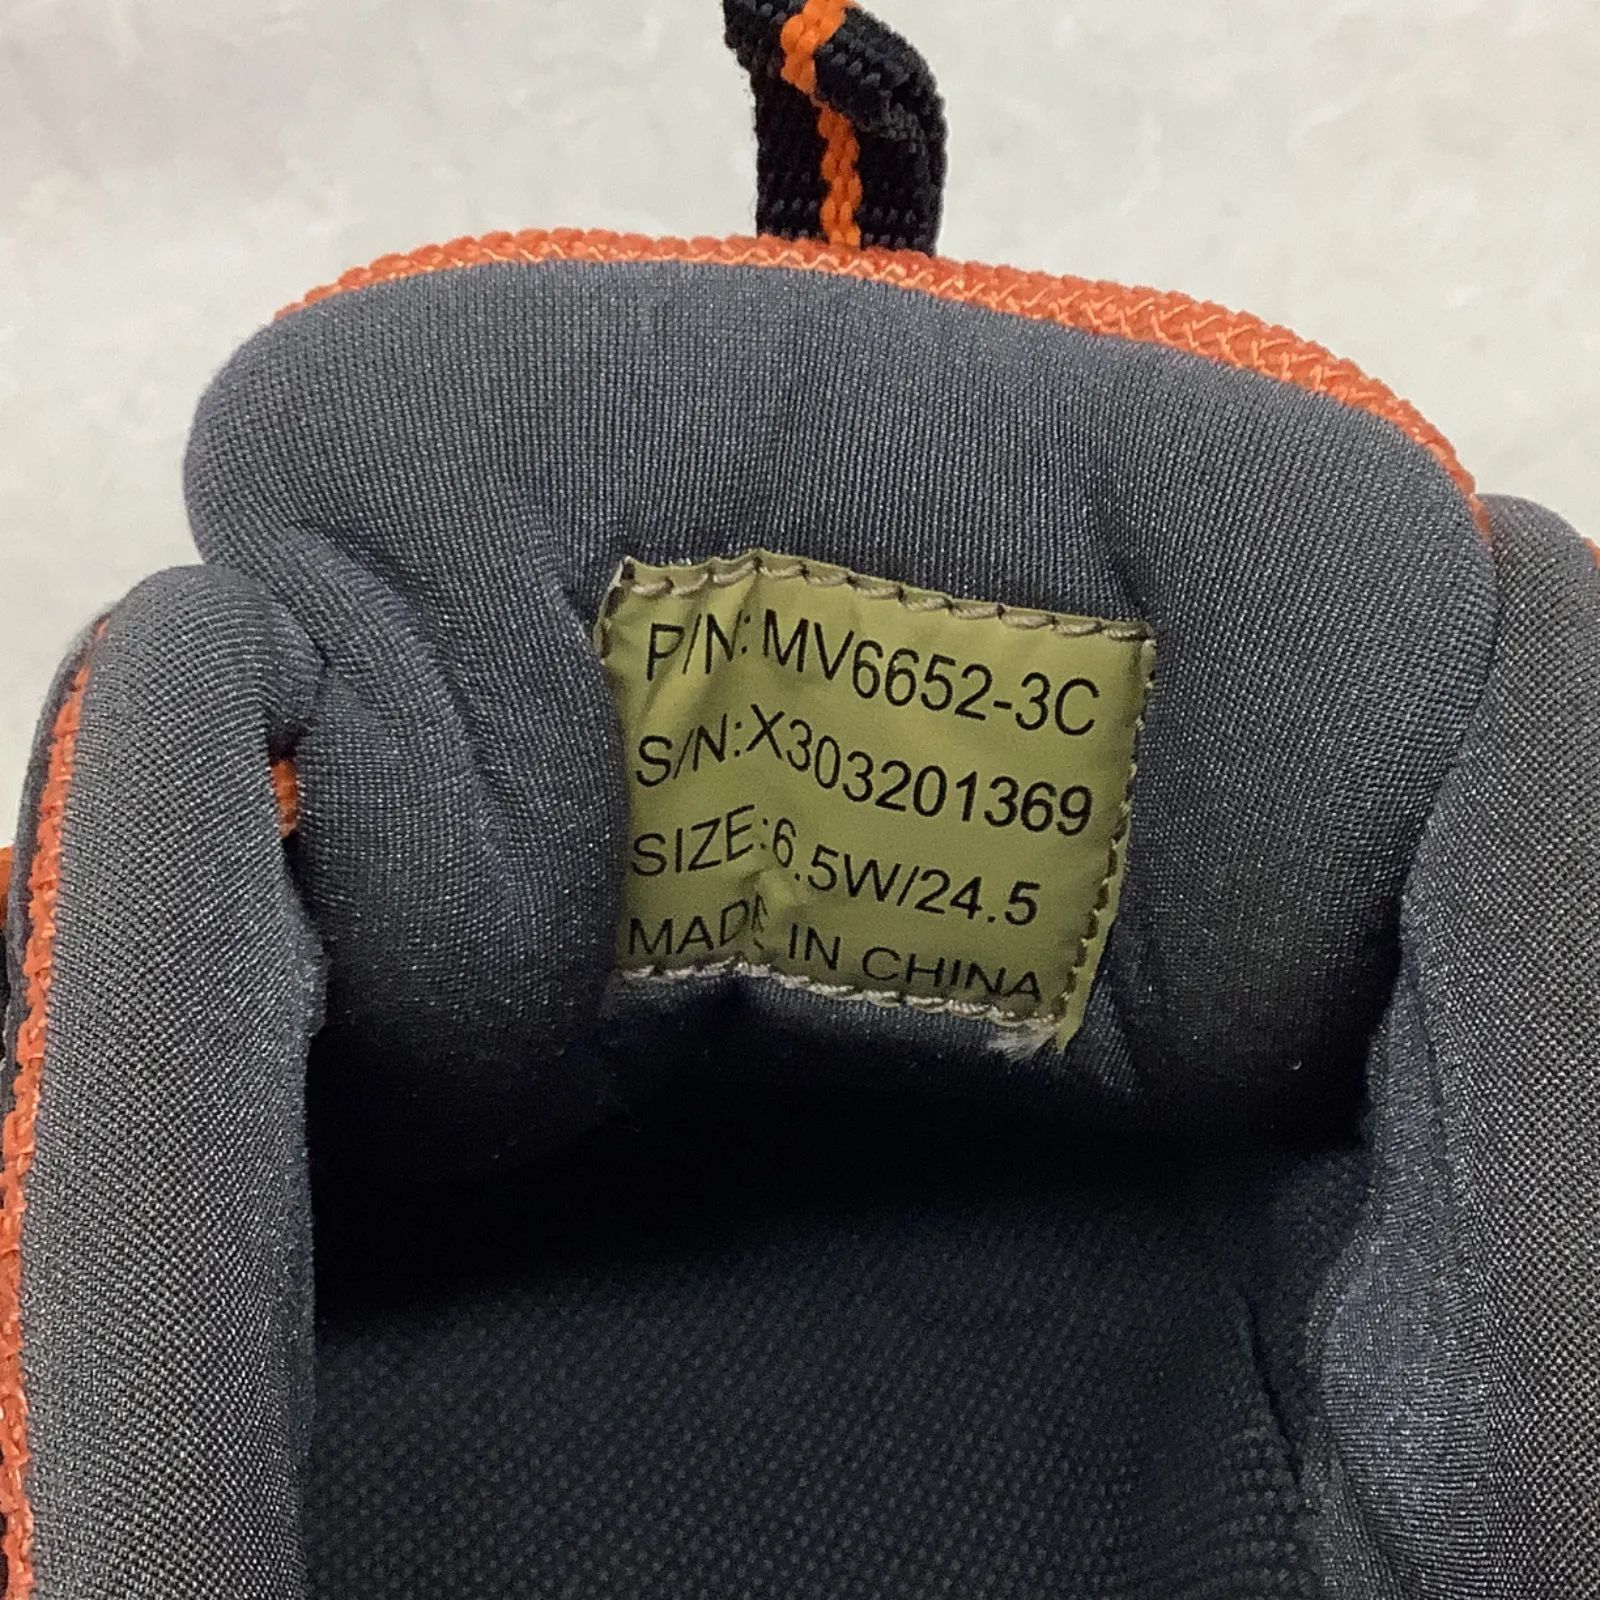 P/N:MV6652-3C
S/N:X303201369
SIZE:6.5W/24.5
MADE IN CHINA